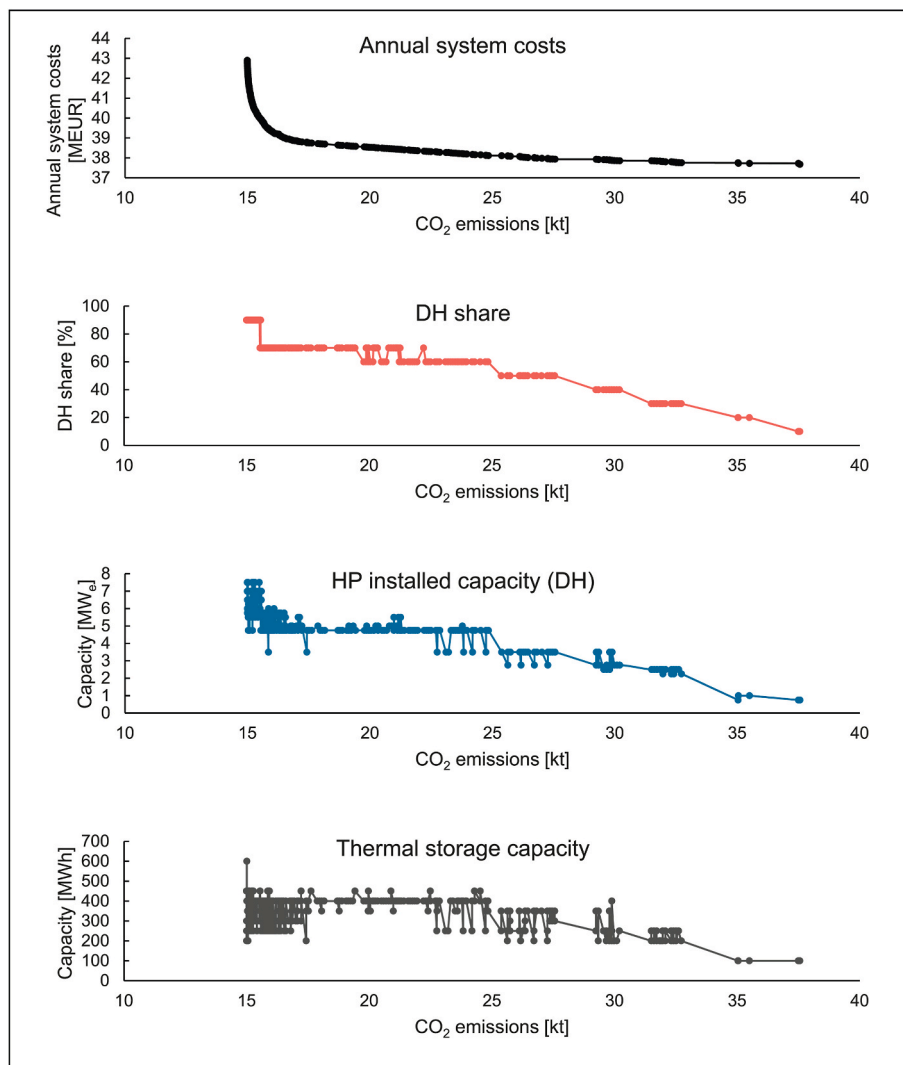 Annual system costs
Annual system costs
[MEUR]
44
43
42
41
40
39
38
37
10 15 20 25 30 35 40
CO₂ emissions [kt]
DH share
DH share [%]
100
80
60
40
20
0
10 15 20 25 30 35 40
CO₂ emissions [kt]
HP installed capacity (DH)
Capacity [MWₑ]
8
7
6
5
4
3
2
1
0
10 15 20 25 30 35 40
CO₂ emissions [kt]
Thermal storage capacity
Capacity [MWh]
700
600
500
400
300
200
100
0
10 15 20 25 30 35 40
CO₂ emissions [kt]